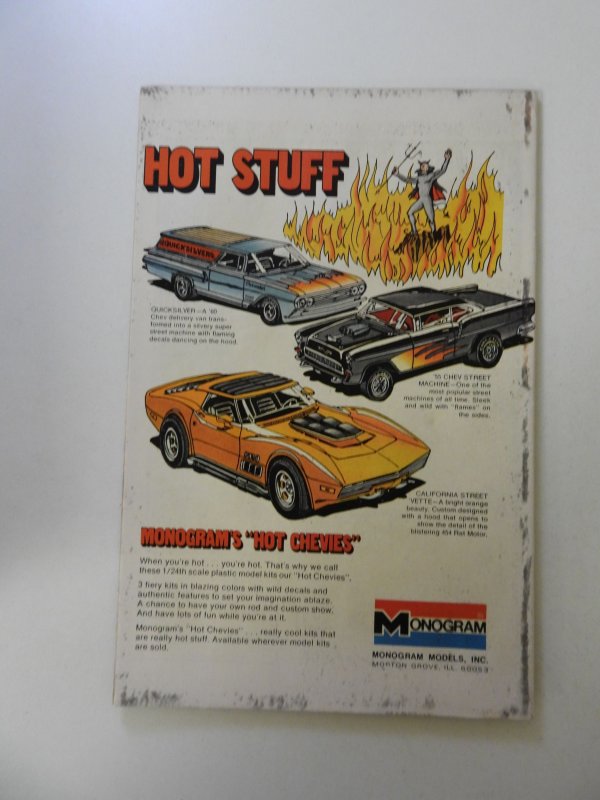 HOT STUFF
QUICKSILVER
QUICKSILVER—A '60
Chev delivery van trans-
formed into a silvery super
street machine with flaming
decals dancing on the hood.
'55 CHEV STREET
MACHINE—One of the
most popular street
machines of all time. Sleek
and wild with "flames" on
the sides.
CALIFORNIA STREET
VETTE—A bright orange
beauty. Custom designed
with a hood that opens to
show the detail of the
blistering 454 Rat Motor.
MONOGRAM'S "HOT CHEVIES"
When you're hot . . . you're hot. That's why we call
these 1/24th scale plastic model kits our "Hot Chevies".
3 fiery kits in blazing colors with wild decals and
authentic features to set your imagination ablaze.
A chance to have your own rod and custom show.
And have lots of fun while you're at it.
Monogram's "Hot Chevies" . . . really cool kits that
are really hot stuff. Available wherever model kits
are sold.
MONOGRAM
MONOGRAM MODELS, INC.
MORTON GROVE, ILL. 60053